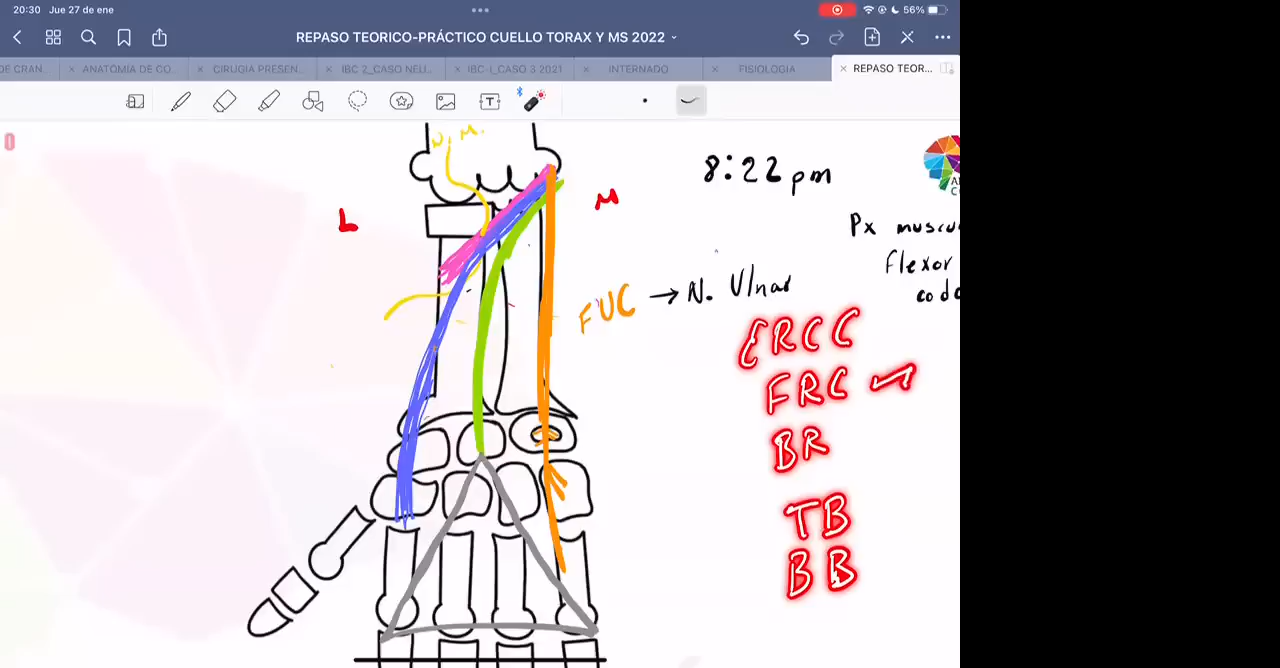 20:30 Jue 27 de ene
56%
REPASO TEORICO-PRÁCTICO CUELLO TORAX Y MS 2022
DE CRAN...
ANATOMIA DE CO...
CIRUGIA PRESEN...
IBC 2_CASO NEU...
IBC-I_CASO 3 2021
INTERNADO
FISIOLOGIA
REPASO TEOR...
N. M.
8:22 pm
L
M
Px muscu
flexor
codo
FUC → N. Ulnar
ERCC
FRC
BR
TB
BB